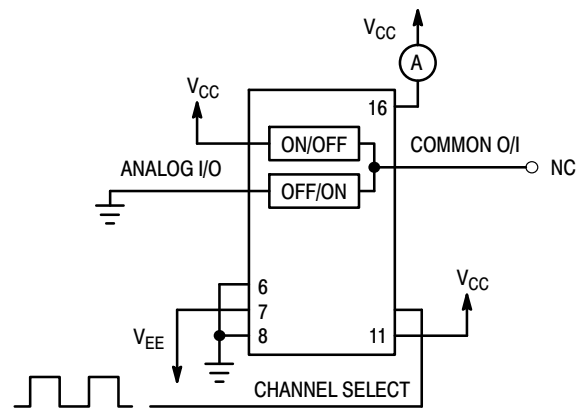 V_CC
A
V_CC
16
ON/OFF
COMMON O/I
NC
ANALOG I/O
OFF/ON
6
7
8
V_EE
11
V_CC
CHANNEL SELECT